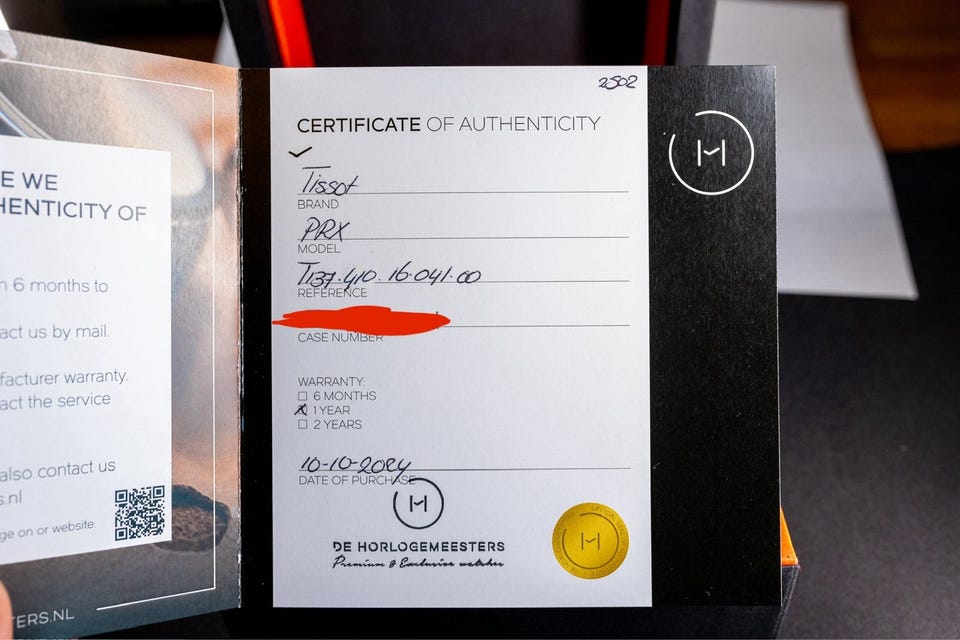 E WE
HENTICITY OF
n 6 months to
act us by mail.
facturer warranty.
act the service
also contact us
s.nl
ge on or website:
TERS.NL
2502
CERTIFICATE OF AUTHENTICITY
Tissot
BRAND
PRX
MODEL
T137.410.16.041.00
REFERENCE
CASE NUMBER
WARRANTY:
6 MONTHS
1 YEAR
2 YEARS
10-10-2024
DATE OF PURCHASE
DE HORLOGEMEESTERS
Premium & Exclusive watches